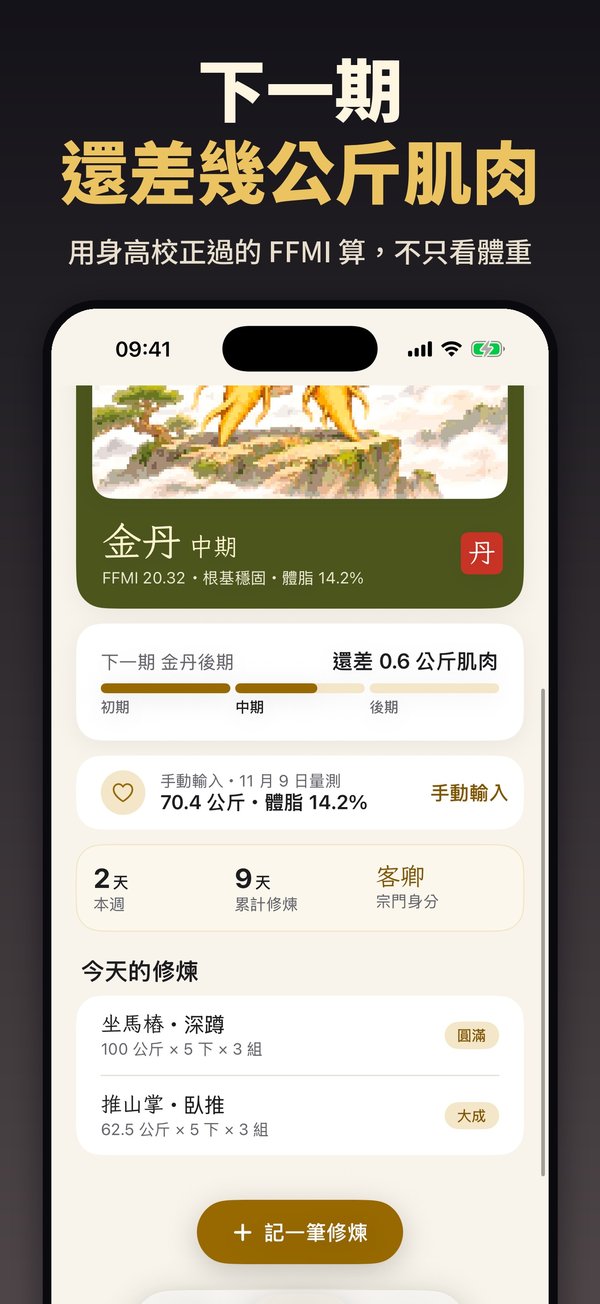 下一期
還差幾公斤肌肉
用身高校正過的 FFMI 算，不只看體重
09:41
金丹 中期
丹
FFMI 20.32・根基穩固・體脂 14.2%
下一期 金丹後期
還差 0.6 公斤肌肉
初期
中期
後期
手動輸入・11 月 9 日量測
70.4 公斤・體脂 14.2%
手動輸入
2 天
本週
9 天
累計修煉
客卿
宗門身分
今天的修煉
坐馬樁・深蹲
100 公斤 × 5 下 × 3 組
圓滿
推山掌・臥推
62.5 公斤 × 5 下 × 3 組
大成
+ 記一筆修煉